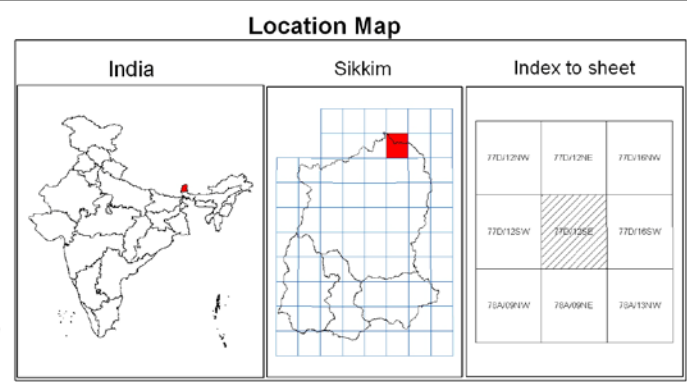 Location Map
India
Sikkim
Index to sheet
77D/12NW 77D/12NE 77D/16NW
77D/12SW 77D/12SE 77D/16SW
78A/09NW 78A/09NE 78A/13NW